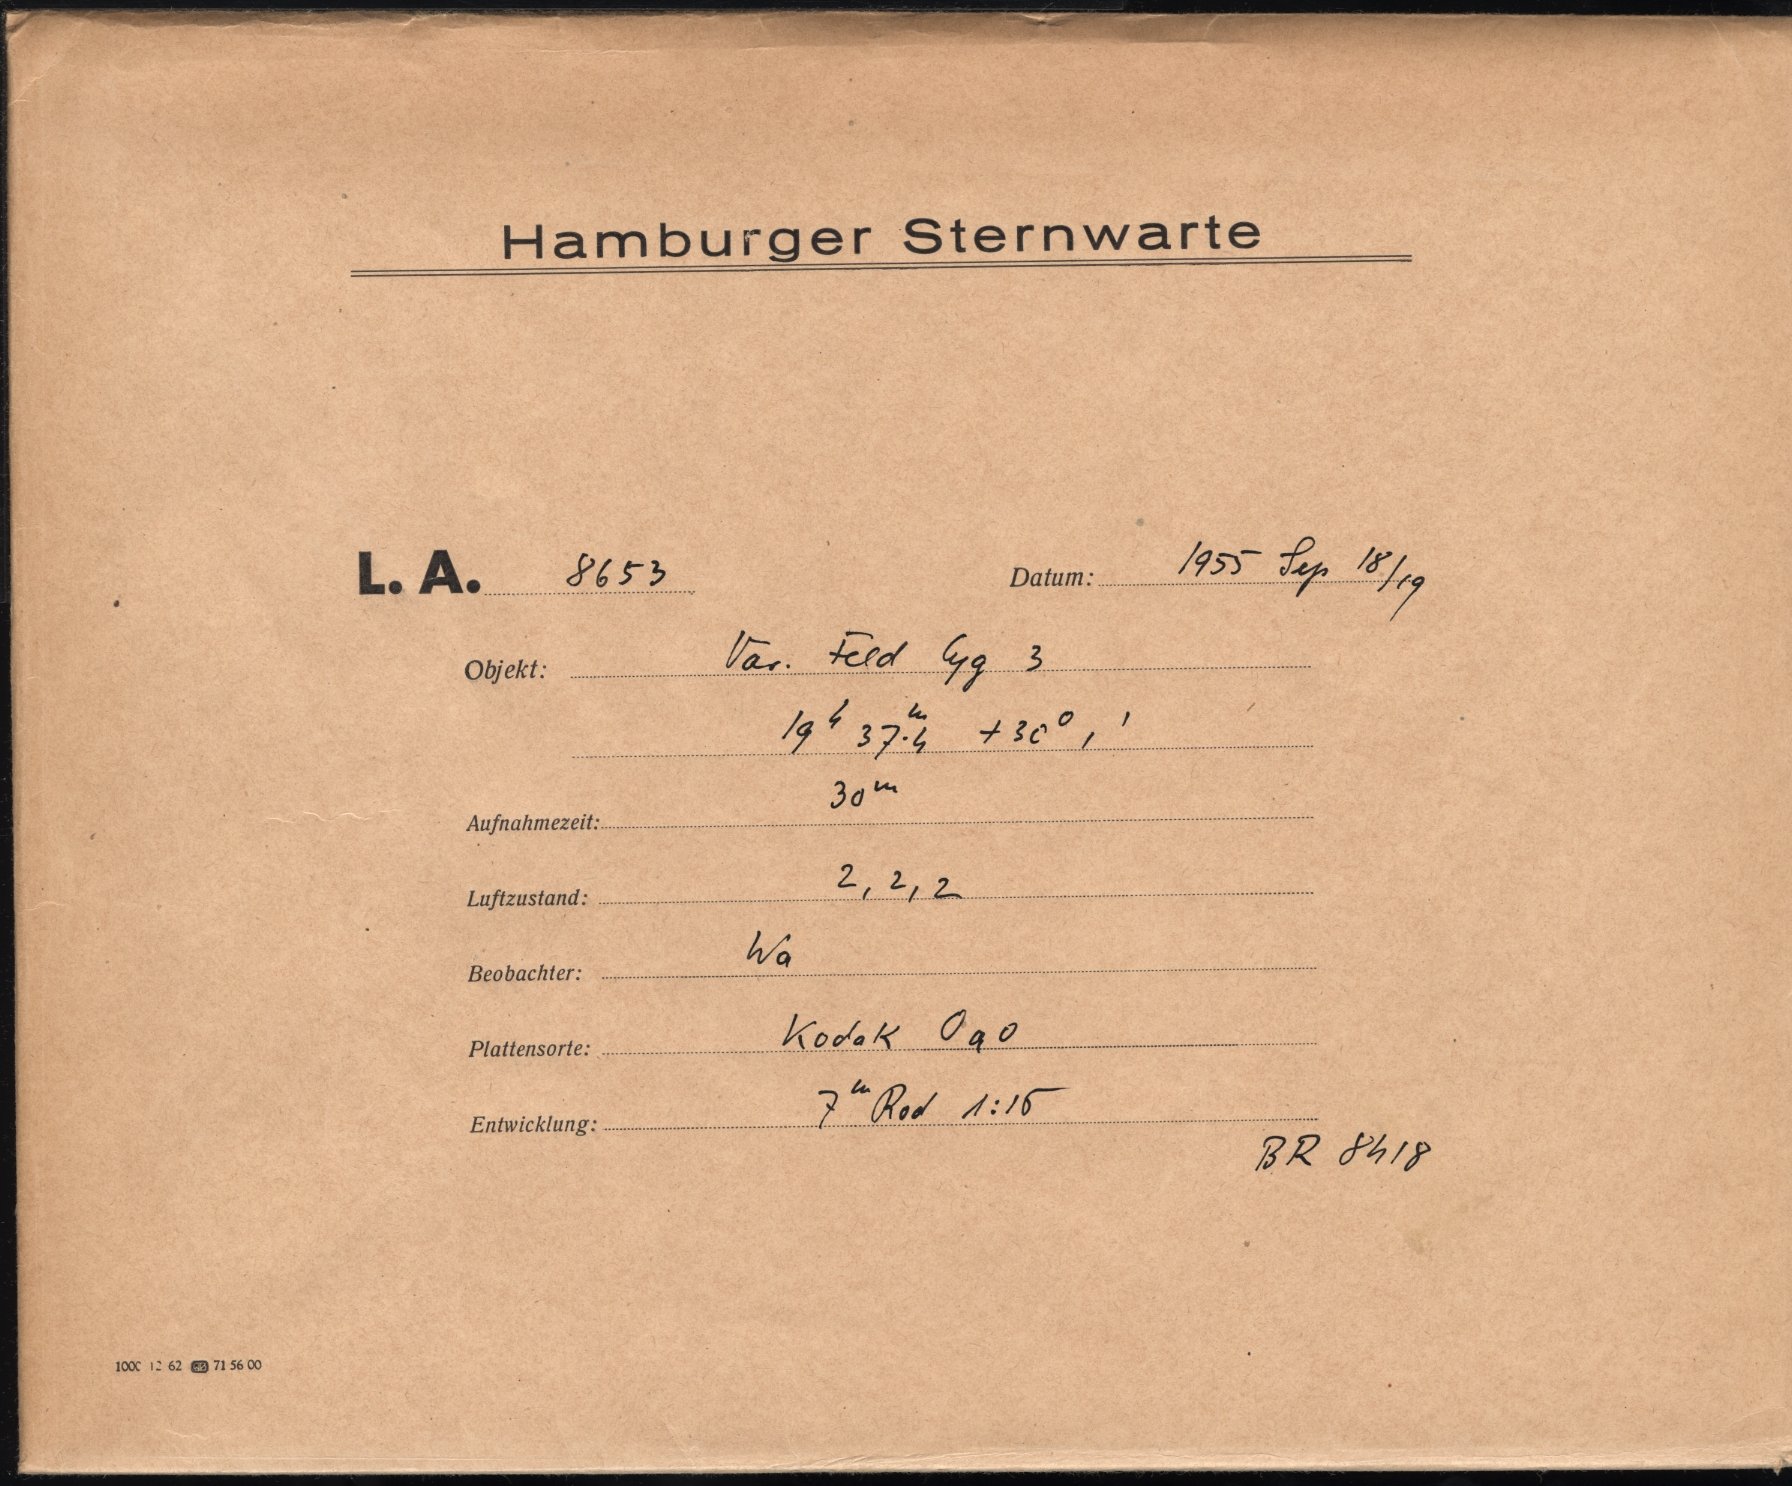 Hamburger Sternwarte
L. A. 8653 Datum: 1955 Sep 18/19
Objekt: Var. Feld Cyg 3
19ʰ 37.4ᵐ +30° , '
30ᵐ
Aufnahmezeit:
Luftzustand: 2, 2, 2
Beobachter: Wa
Plattensorte: Kodak OaO
Entwicklung: 7ᵐ Rod 1:15
BR 8418
1000 12 62 71 56 00